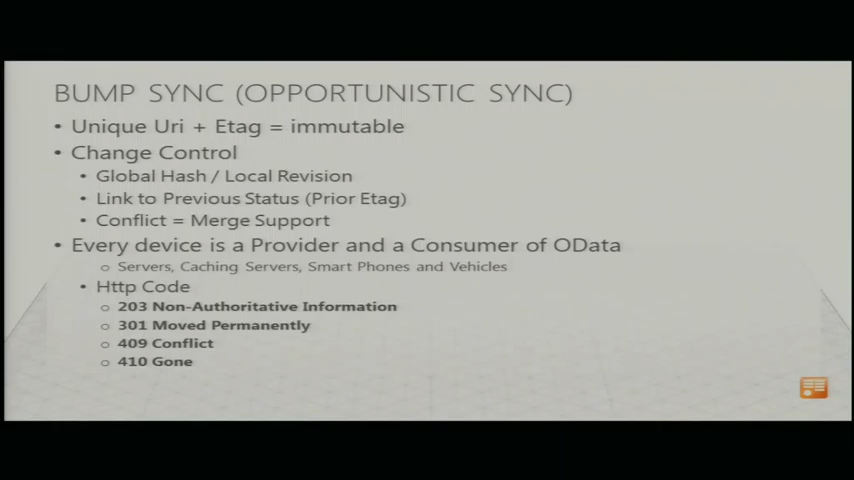 BUMP SYNC (OPPORTUNISTIC SYNC)
• Unique Uri + Etag = immutable
• Change Control
• Global Hash / Local Revision
• Link to Previous Status (Prior Etag)
• Conflict = Merge Support
• Every device is a Provider and a Consumer of OData
o Servers, Caching Servers, Smart Phones and Vehicles
• Http Code
o 203 Non-Authoritative Information
o 301 Moved Permanently
o 409 Conflict
o 410 Gone